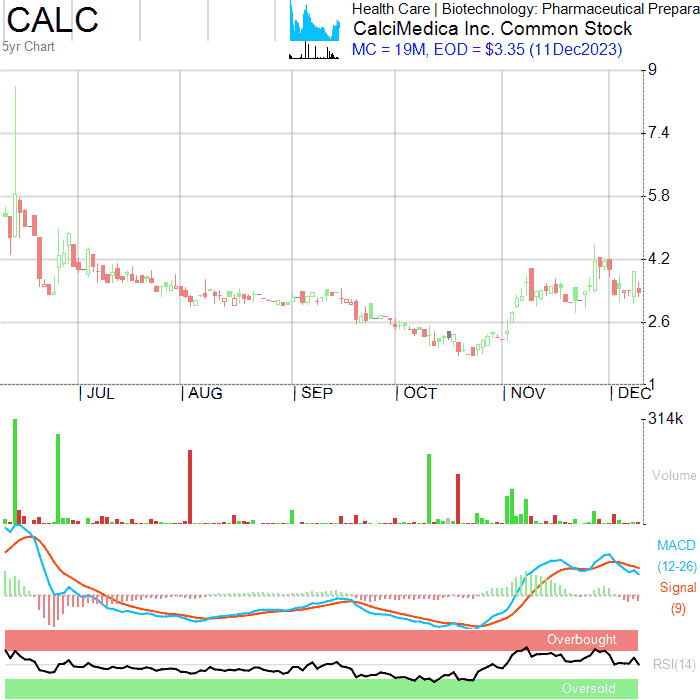 CALC
Health Care | Biotechnology: Pharmaceutical Prepara
CalciMedica Inc. Common Stock
5yr Chart
MC = 19M, EOD = $3.35 (11Dec2023)
9
7.4
5.8
4.2
2.6
1
JUL AUG SEP OCT NOV DEC
314k
Volume
MACD
(12-26)
Signal
(9)
Overbought
RSI(14)
Oversold